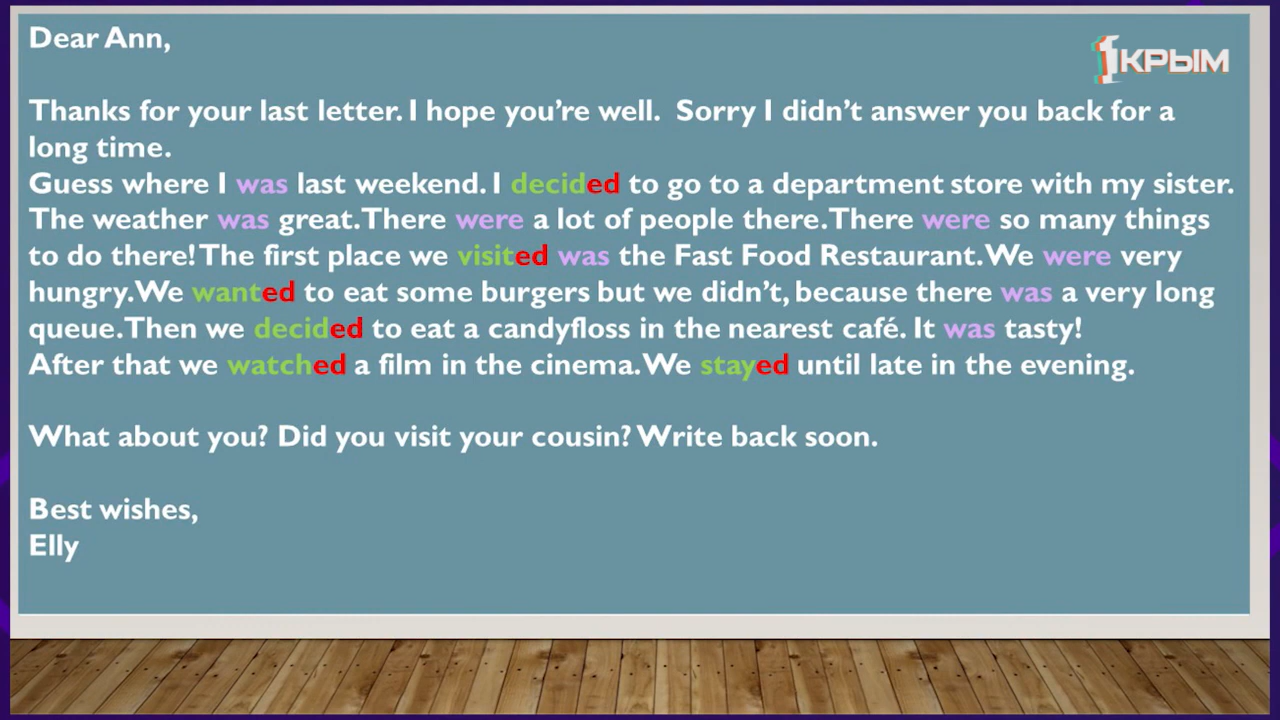 Dear Ann,
1КРЫМ
Thanks for your last letter. I hope you're well.  Sorry I didn't answer you back for a
long time.
Guess where I was last weekend. I decided to go to a department store with my sister.
The weather was great. There were a lot of people there. There were so many things
to do there! The first place we visited was the Fast Food Restaurant. We were very
hungry. We wanted to eat some burgers but we didn't, because there was a very long
queue. Then we decided to eat a candyfloss in the nearest café. It was tasty!
After that we watched a film in the cinema. We stayed until late in the evening.
What about you? Did you visit your cousin? Write back soon.
Best wishes,
Elly